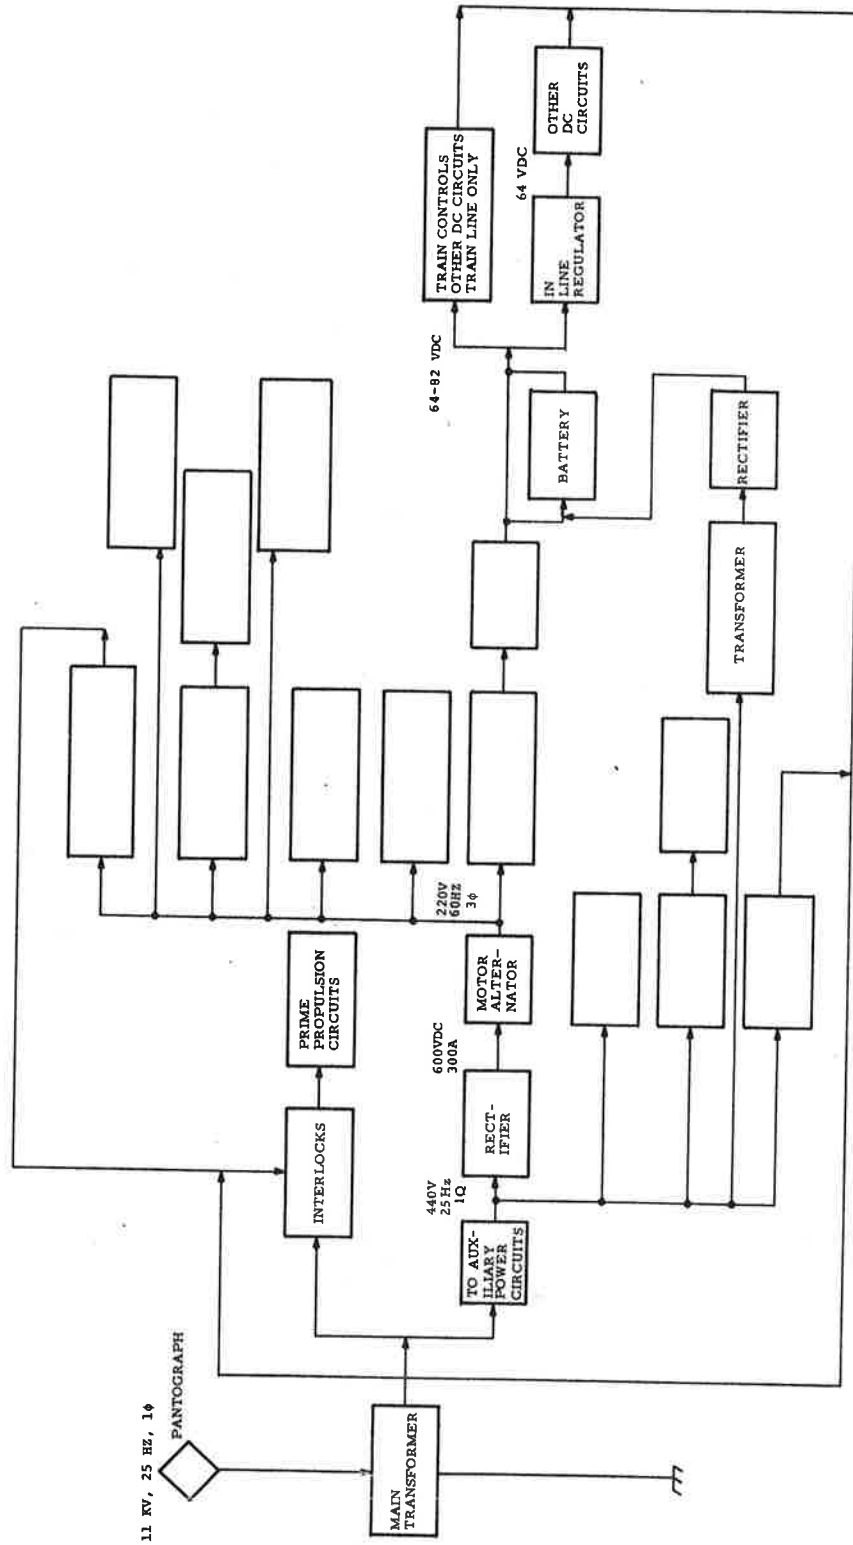 11 KV, 25 HZ, 1ϕ
PANTOGRAPH
MAIN
TRANSFORMER
INTERLOCKS
PRIME
PROPULSION
CIRCUITS
TO AUX-
ILIARY
POWER
CIRCUITS
440V
25Hz
1Q
RECT-
IFIER
600VDC
300A
MOTOR
ALTER-
NATOR
220V
60HZ
3ϕ
BATTERY
64-82 VDC
TRAIN CONTROLS
OTHER DC CIRCUITS
TRAIN LINE ONLY
IN
LINE
REGULATOR
64 VDC
OTHER
DC
CIRCUITS
TRANSFORMER
RECTIFIER